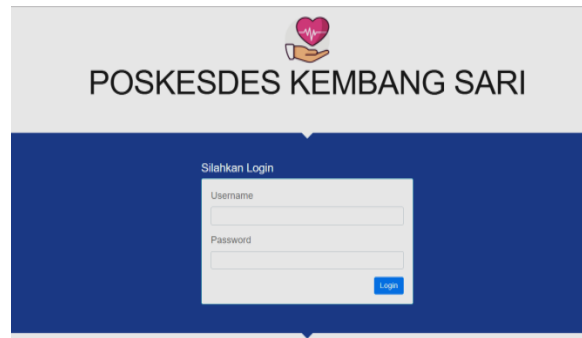 POSKESDES KEMBANG SARI
Silahkan Login
Username
Password
Login